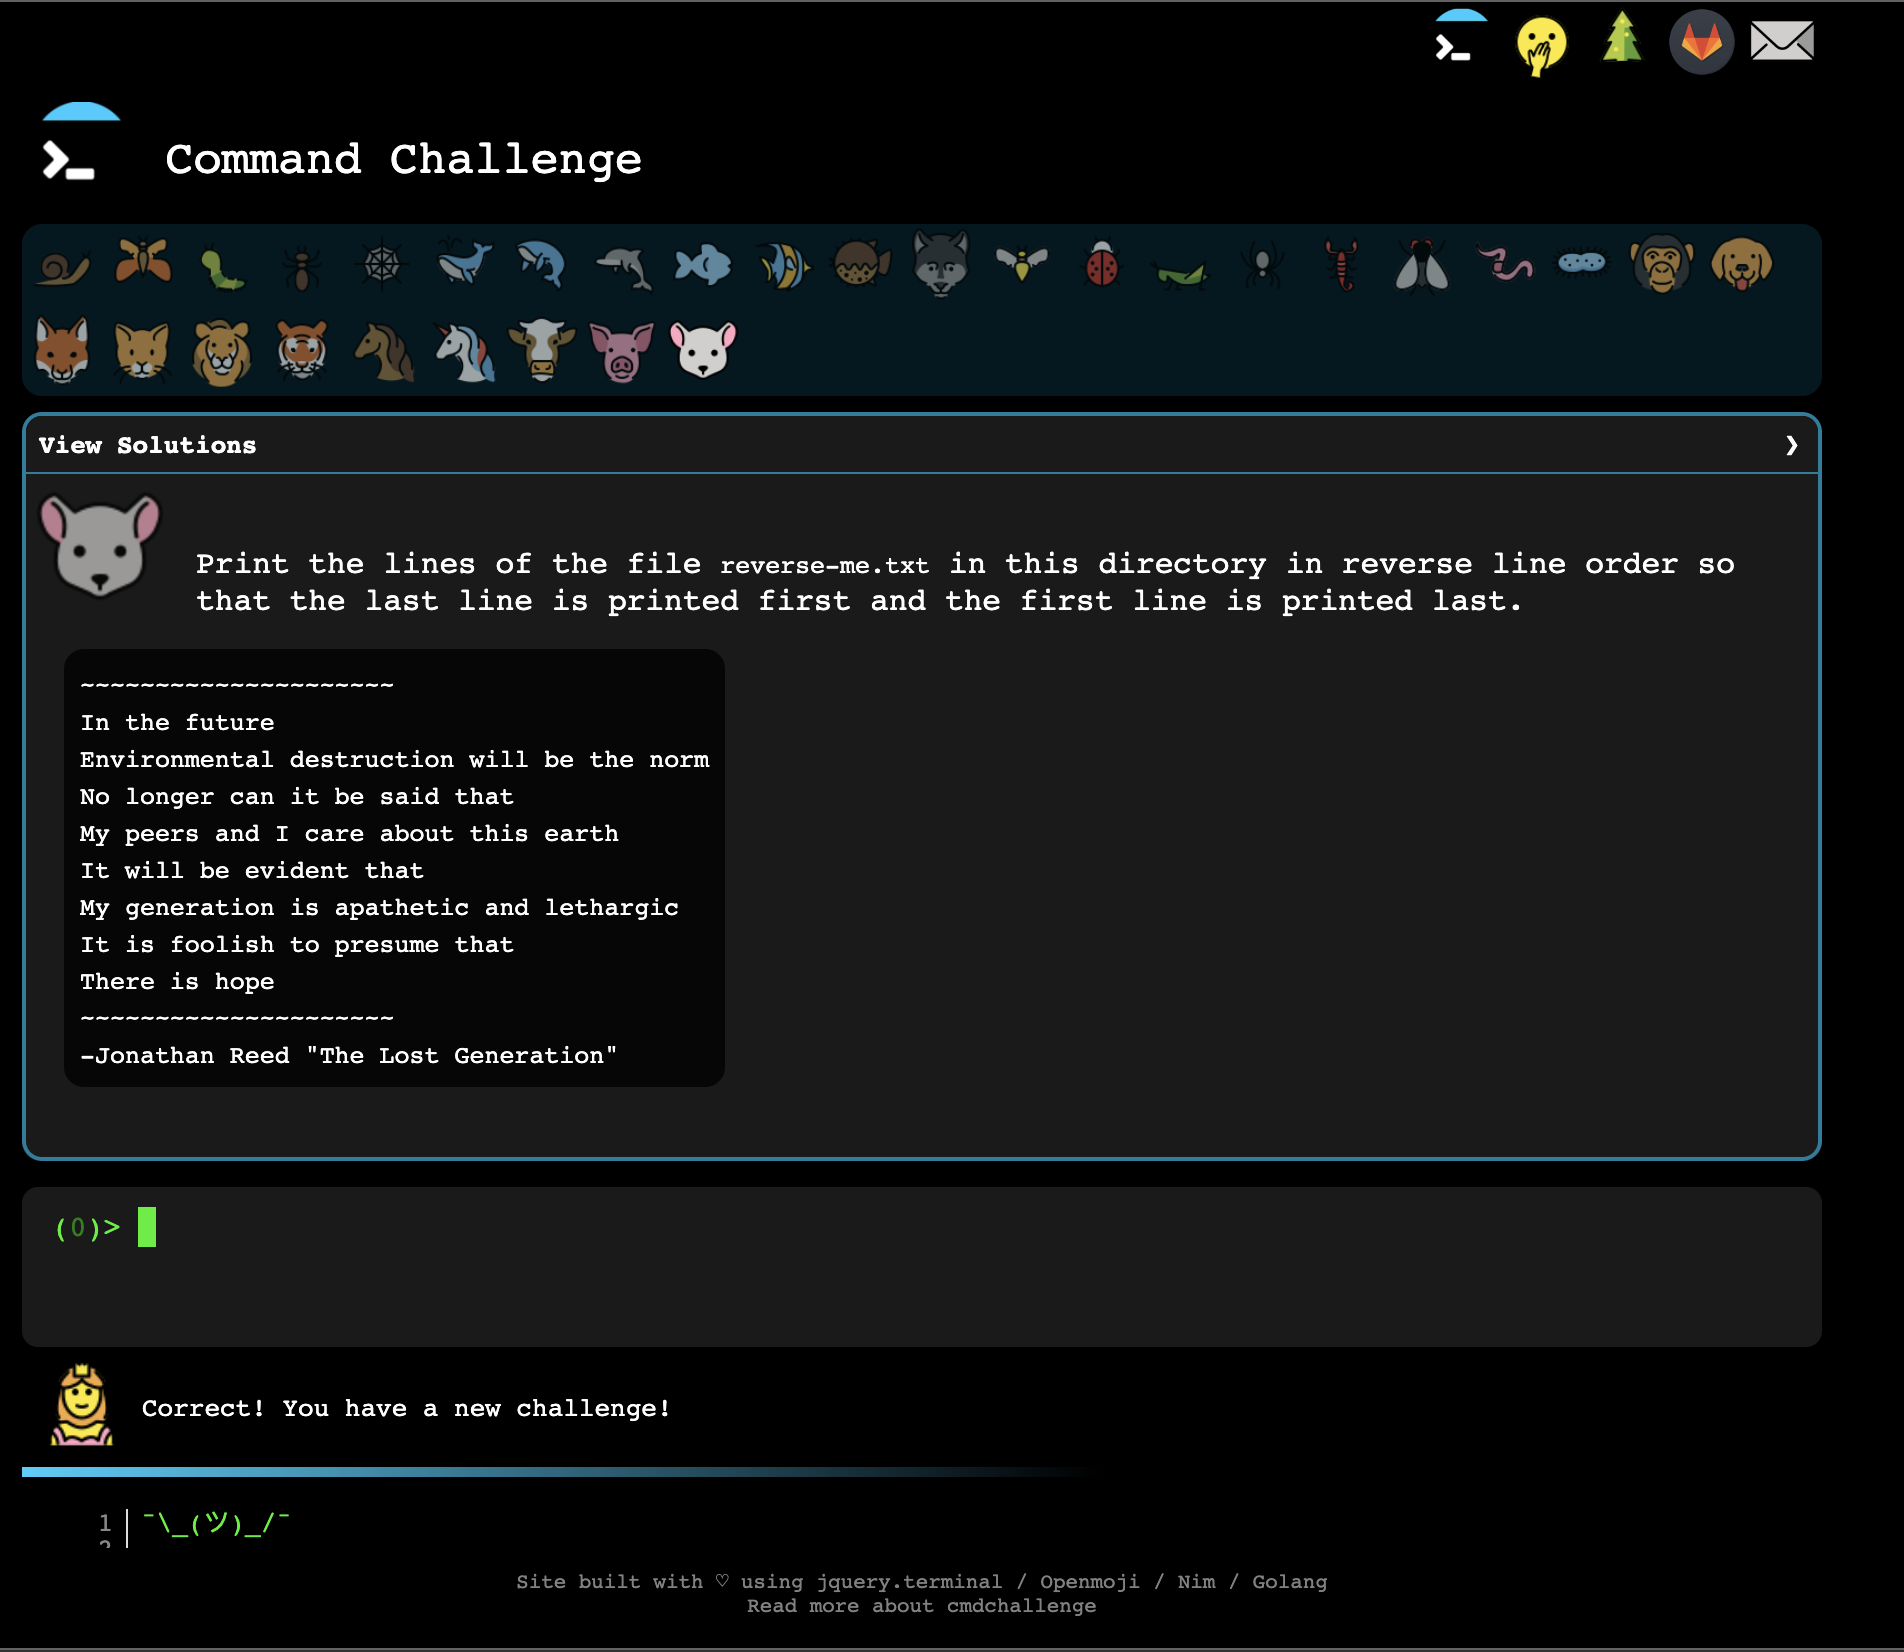 Command Challenge
View Solutions ❯
Print the lines of the file reverse-me.txt in this directory in reverse line order so
that the last line is printed first and the first line is printed last.
~~~~~~~~~~~~~~~~~~~~~
In the future
Environmental destruction will be the norm
No longer can it be said that
My peers and I care about this earth
It will be evident that
My generation is apathetic and lethargic
It is foolish to presume that
There is hope
~~~~~~~~~~~~~~~~~~~~~
-Jonathan Reed "The Lost Generation"
(0)>
Correct! You have a new challenge!
1 ¯\_(ツ)_/¯
Site built with ♡ using jquery.terminal / Openmoji / Nim / Golang
Read more about cmdchallenge